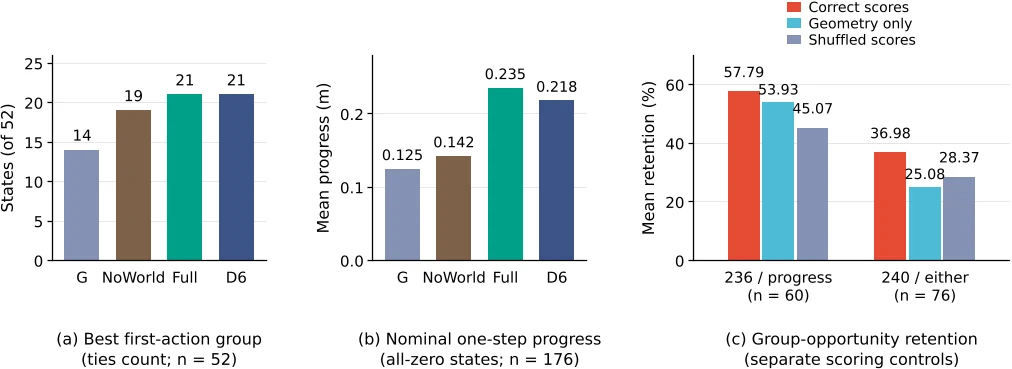 Correct scores
Geometry only
Shuffled scores
States (of 52)
25
20
15
10
5
0
14
19
21
21
G
NoWorld
Full
D6
(a) Best first-action group
(ties count; n = 52)
Mean progress (m)
0.2
0.1
0.0
0.125
0.142
0.235
0.218
G
NoWorld
Full
D6
(b) Nominal one-step progress
(all-zero states; n = 176)
Mean retention (%)
60
40
20
0
57.79
53.93
45.07
36.98
25.08
28.37
236 / progress
(n = 60)
240 / either
(n = 76)
(c) Group-opportunity retention
(separate scoring controls)